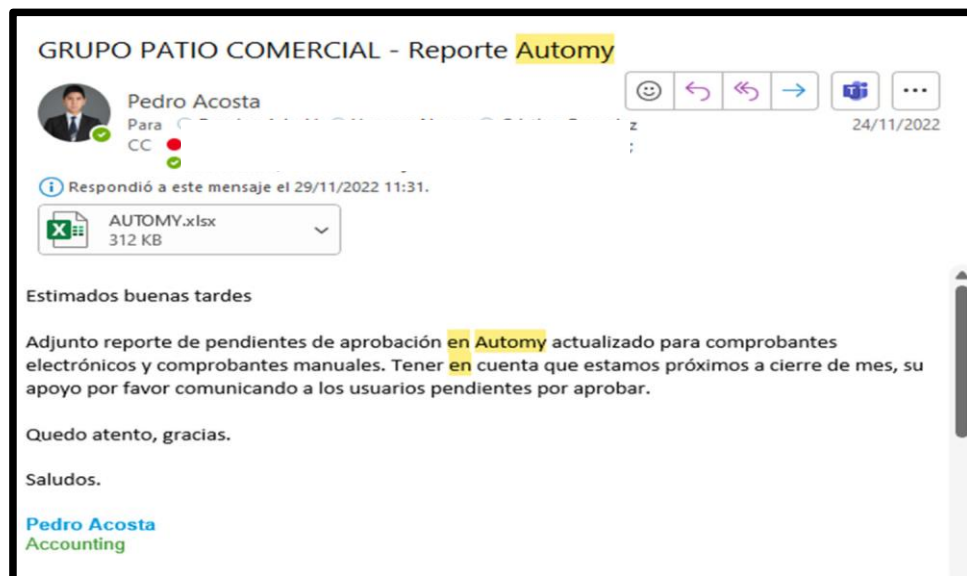 GRUPO PATIO COMERCIAL - Reporte Automy
Pedro Acosta
Para
z
24/11/2022
CC
;
Respondió a este mensaje el 29/11/2022 11:31.
AUTOMY.xlsx
312 KB
Estimados buenas tardes
Adjunto reporte de pendientes de aprobación en Automy actualizado para comprobantes
electrónicos y comprobantes manuales. Tener en cuenta que estamos próximos a cierre de mes, su
apoyo por favor comunicando a los usuarios pendientes por aprobar.
Quedo atento, gracias.
Saludos.
Pedro Acosta
Accounting